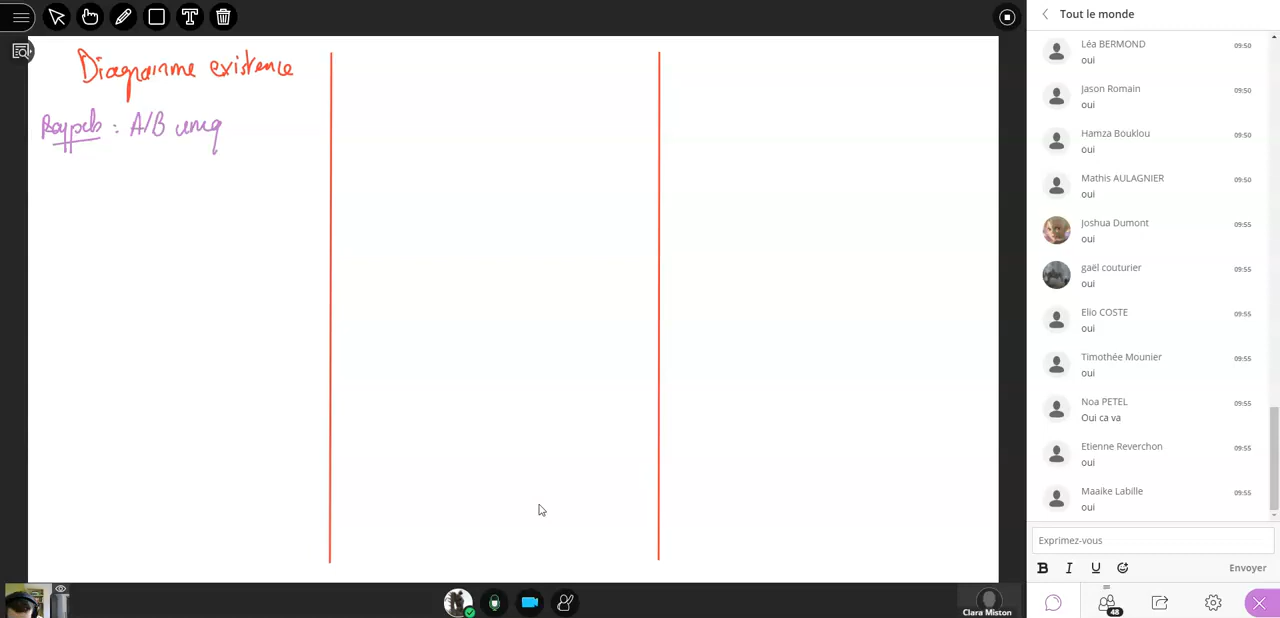 Tout le monde
Diagramme existence
: A/B uniq
Léa BERMOND 09:50
oui
Jason Romain 09:50
oui
Hamza Bouklou 09:50
oui
Mathis AULAGNIER 09:50
oui
Joshua Dumont 09:55
oui
gaël couturier 09:55
oui
Elio COSTE 09:55
oui
Timothée Mounier 09:55
oui
Noa PETEL 09:55
Oui ca va
Etienne Reverchon 09:55
oui
Maaike Labille 09:55
oui
Exprimez-vous
B I U Envoyer
Clara Miston
48